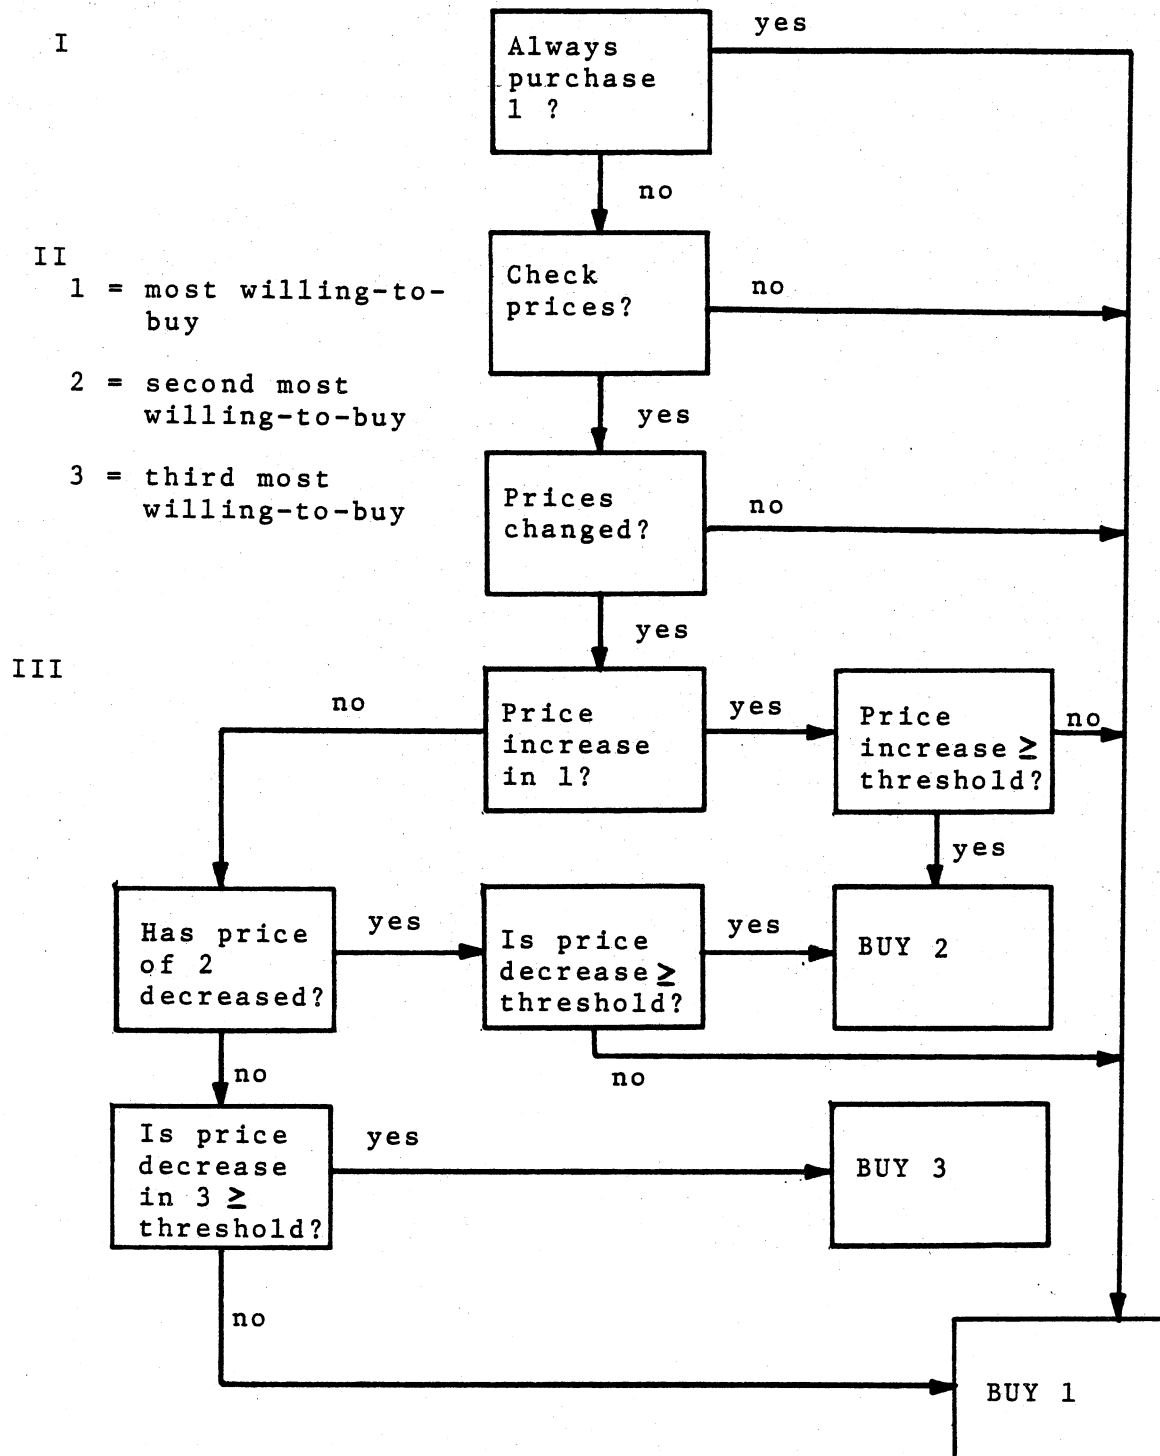 I
Always
purchase
1 ?
yes
no
II
1 = most willing-to-
buy
2 = second most
willing-to-buy
3 = third most
willing-to-buy
Check
prices?
no
yes
Prices
changed?
no
yes
III
no
Price
increase
in 1?
yes
Price
increase ≥
threshold?
no
yes
Has price
of 2
decreased?
yes
Is price
decrease ≥
threshold?
yes
BUY 2
no
no
Is price
decrease
in 3 ≥
threshold?
yes
BUY 3
no
BUY 1